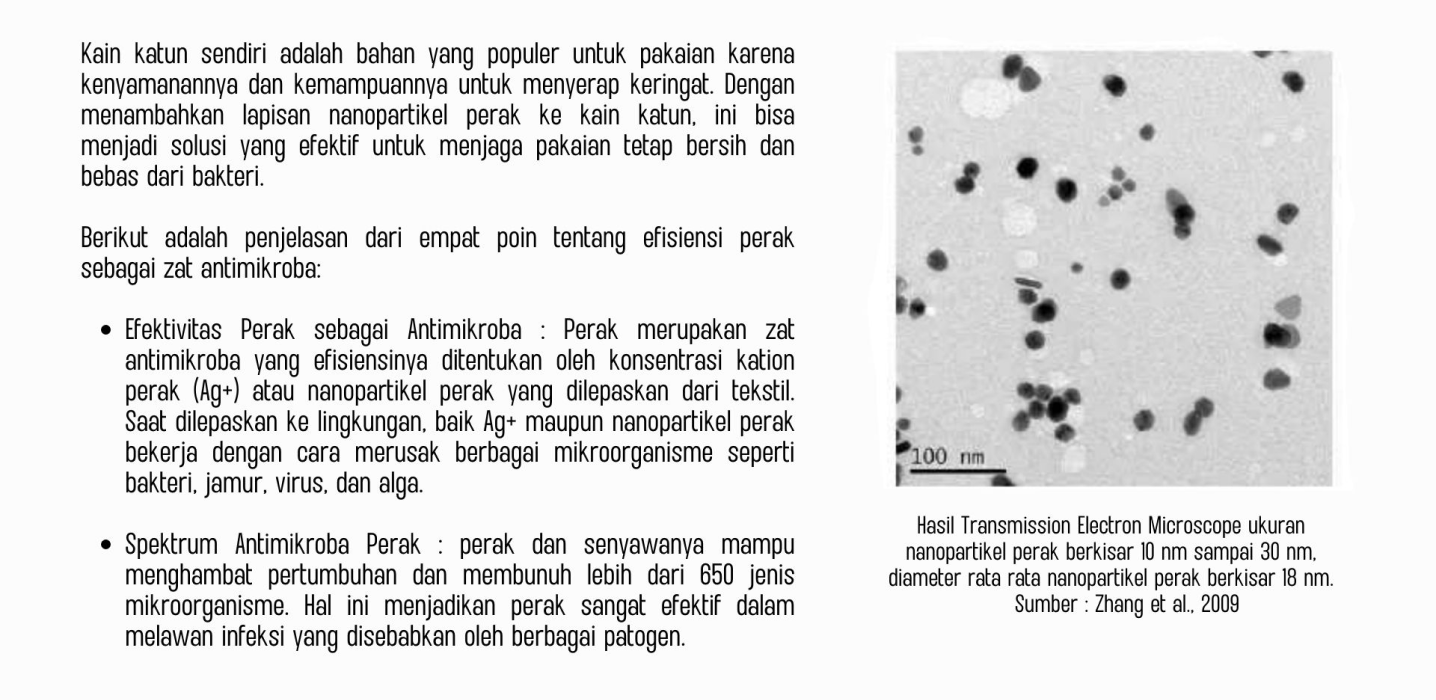 Kain katun sendiri adalah bahan yang populer untuk pakaian karena
kenyamanannya dan kemampuannya untuk menyerap keringat. Dengan
menambahkan lapisan nanopartikel perak ke kain katun, ini bisa
menjadi solusi yang efektif untuk menjaga pakaian tetap bersih dan
bebas dari bakteri.
Berikut adalah penjelasan dari empat poin tentang efisiensi perak
sebagai zat antimikroba:
• Efektivitas Perak sebagai Antimikroba : Perak merupakan zat
antimikroba yang efisiensinya ditentukan oleh konsentrasi kation
perak (Ag+) atau nanopartikel perak yang dilepaskan dari tekstil.
Saat dilepaskan ke lingkungan, baik Ag+ maupun nanopartikel perak
bekerja dengan cara merusak berbagai mikroorganisme seperti
bakteri, jamur, virus, dan alga.
• Spektrum Antimikroba Perak : perak dan senyawanya mampu
menghambat pertumbuhan dan membunuh lebih dari 650 jenis
mikroorganisme. Hal ini menjadikan perak sangat efektif dalam
melawan infeksi yang disebabkan oleh berbagai patogen.
100 nm
Hasil Transmission Electron Microscope ukuran
nanopartikel perak berkisar 10 nm sampai 30 nm,
diameter rata rata nanopartikel perak berkisar 18 nm.
Sumber : Zhang et al., 2009